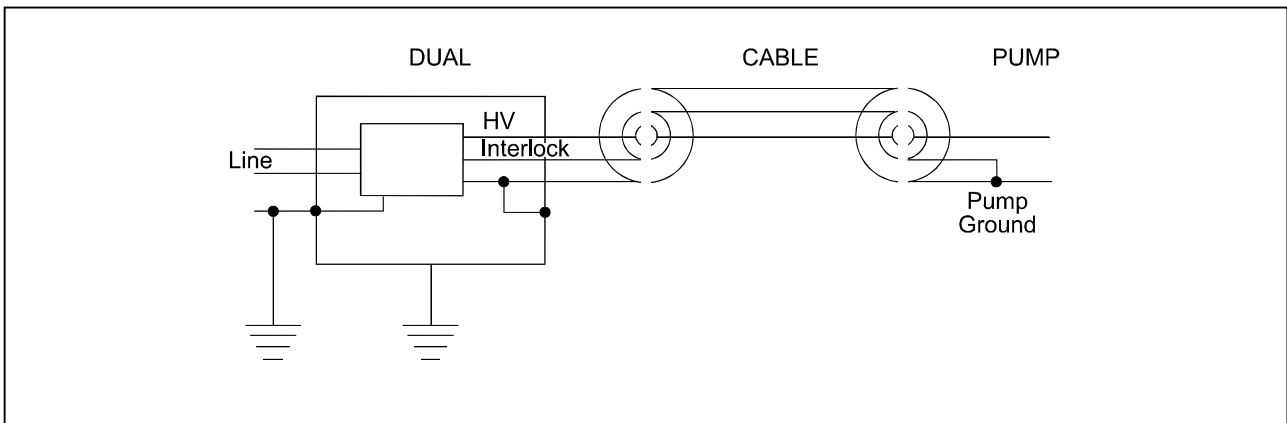 DUAL CABLE PUMP
HV
Interlock
Line
Pump
Ground